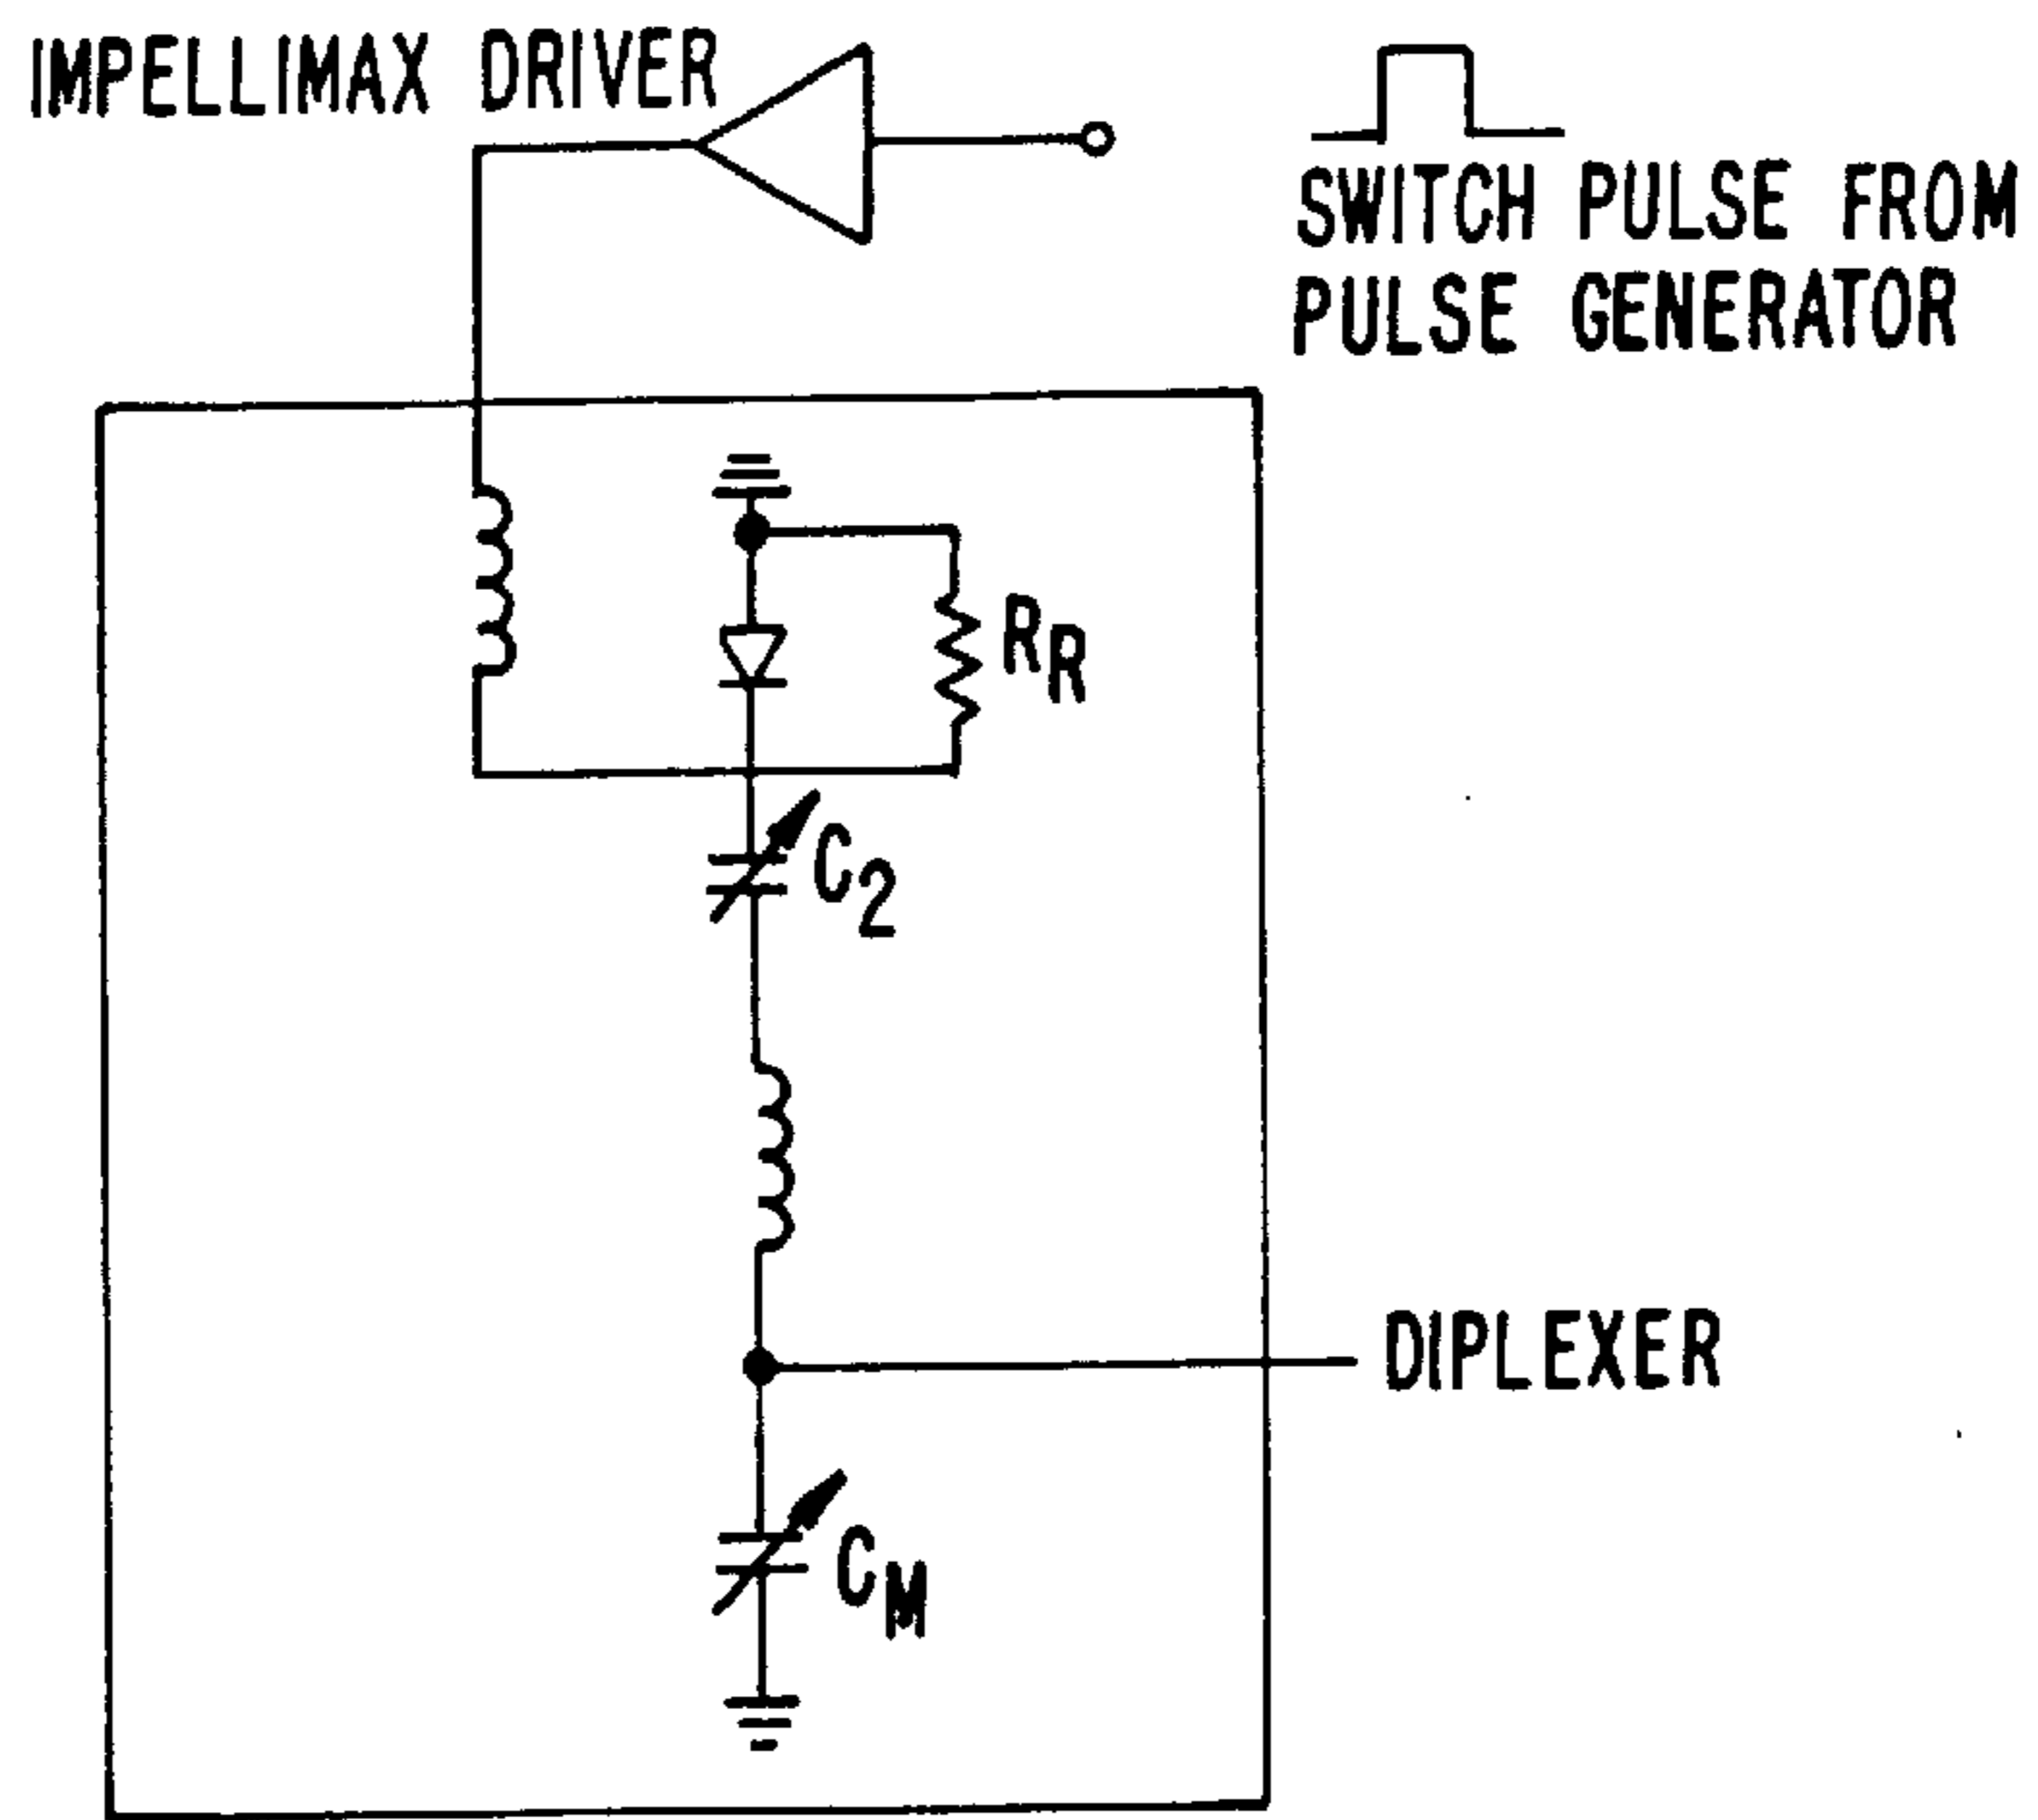 IMPELLIMAX DRIVER
SWITCH PULSE FROM
PULSE GENERATOR
RR
C2
DIPLEXER
CM